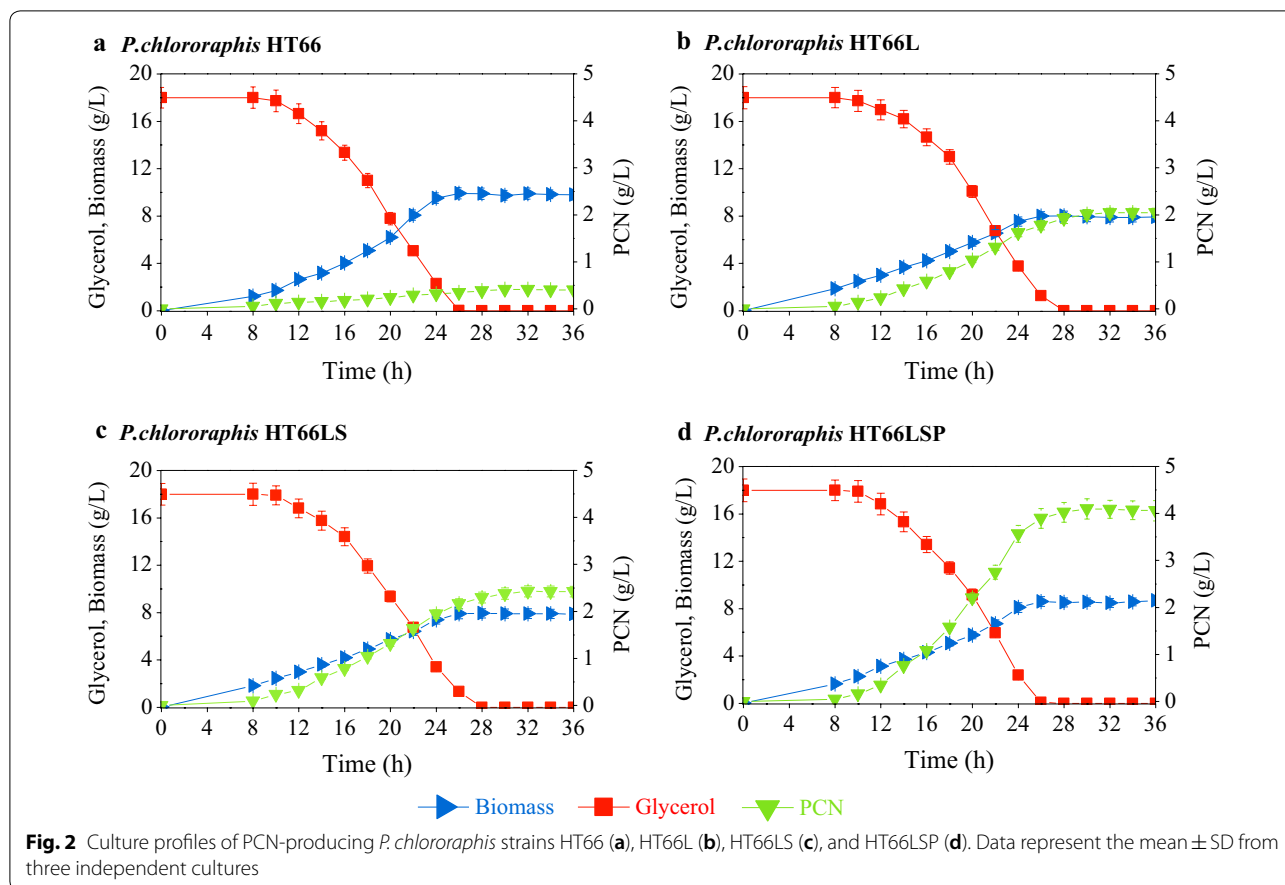 a P.chlororaphis HT66
20
16
12
8
4
0
Glycerol, Biomass (g/L)
5
4
3
2
1
0
PCN (g/L)
0 4 8 12 16 20 24 28 32 36
Time (h)
b P.chlororaphis HT66L
20
16
12
8
4
0
Glycerol, Biomass (g/L)
5
4
3
2
1
0
PCN (g/L)
0 4 8 12 16 20 24 28 32 36
Time (h)
c P.chlororaphis HT66LS
20
16
12
8
4
0
Glycerol, Biomass (g/L)
5
4
3
2
1
0
PCN (g/L)
0 4 8 12 16 20 24 28 32 36
Time (h)
d P.chlororaphis HT66LSP
20
16
12
8
4
0
Glycerol, Biomass (g/L)
5
4
3
2
1
0
PCN (g/L)
0 4 8 12 16 20 24 28 32 36
Time (h)
Biomass Glycerol PCN
Fig. 2 Culture profiles of PCN-producing P. chlororaphis strains HT66 (a), HT66L (b), HT66LS (c), and HT66LSP (d). Data represent the mean ± SD from
three independent cultures